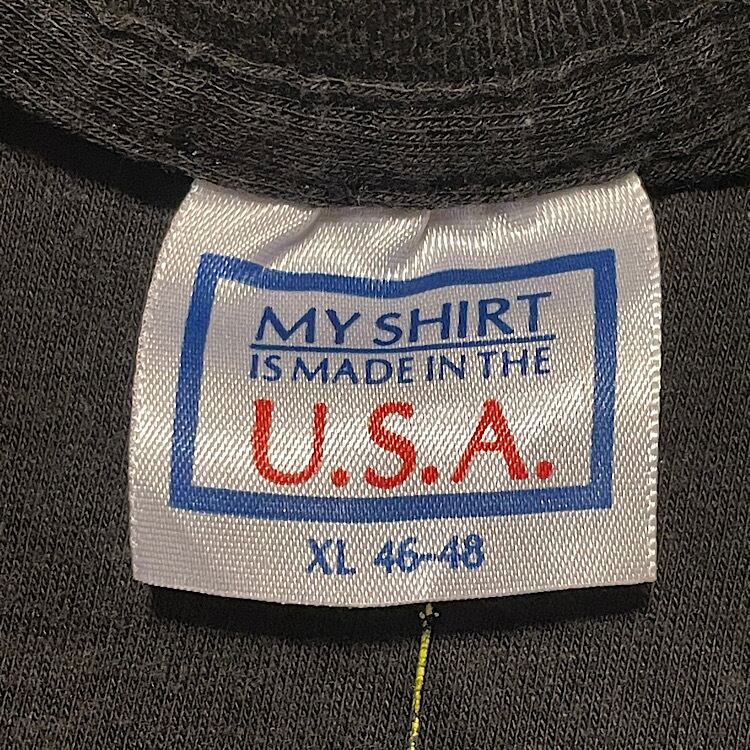 MY SHIRT
IS MADE IN THE
U.S.A.
XL 46-48